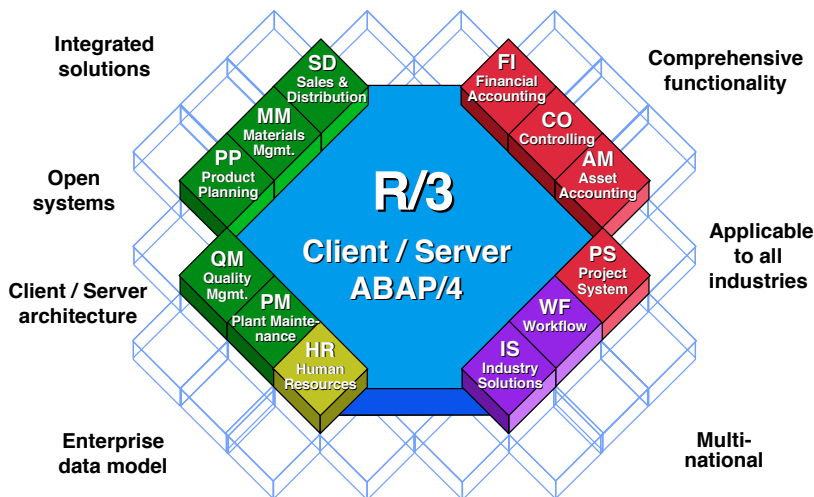 Integrated
solutions
SD
Sales &
Distribution
FI
Financial
Accounting
Comprehensive
functionality
MM
Materials
Mgmt.
CO
Controlling
PP
Product
Planning
AM
Asset
Accounting
Open
systems
R/3
Client / Server
ABAP/4
Applicable
to all
industries
QM
Quality
Mgmt.
PS
Project
System
Client / Server
architecture
PM
Plant Mainte-
nance
WF
Workflow
HR
Human
Resources
IS
Industry
Solutions
Enterprise
data model
Multi-
national